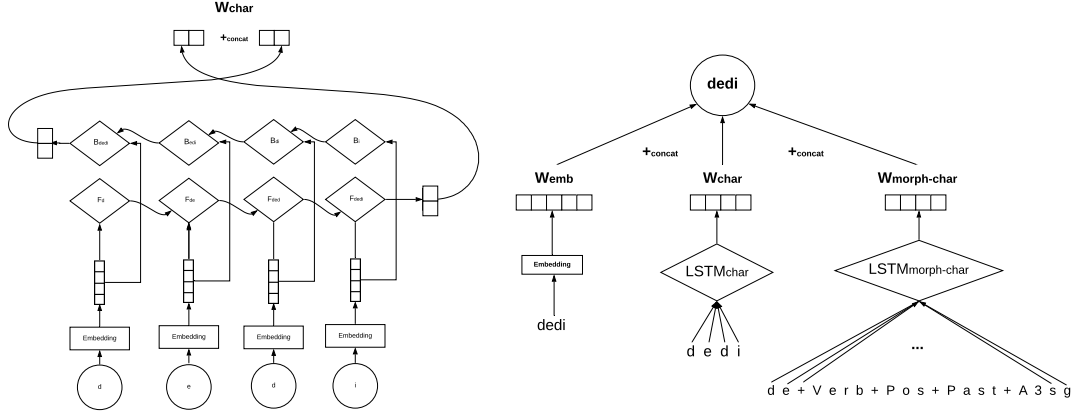 Wchar
+concat
Bdedi Bedi Bdi Bi
Fd Fde Fded Fdedi
Embedding Embedding Embedding Embedding
d e d i
dedi
+concat +concat
Wemb Wchar Wmorph-char
Embedding LSTMchar LSTMmorph-char
dedi
d e d i
...
d e + V e r b + P o s + P a s t + A 3 s g